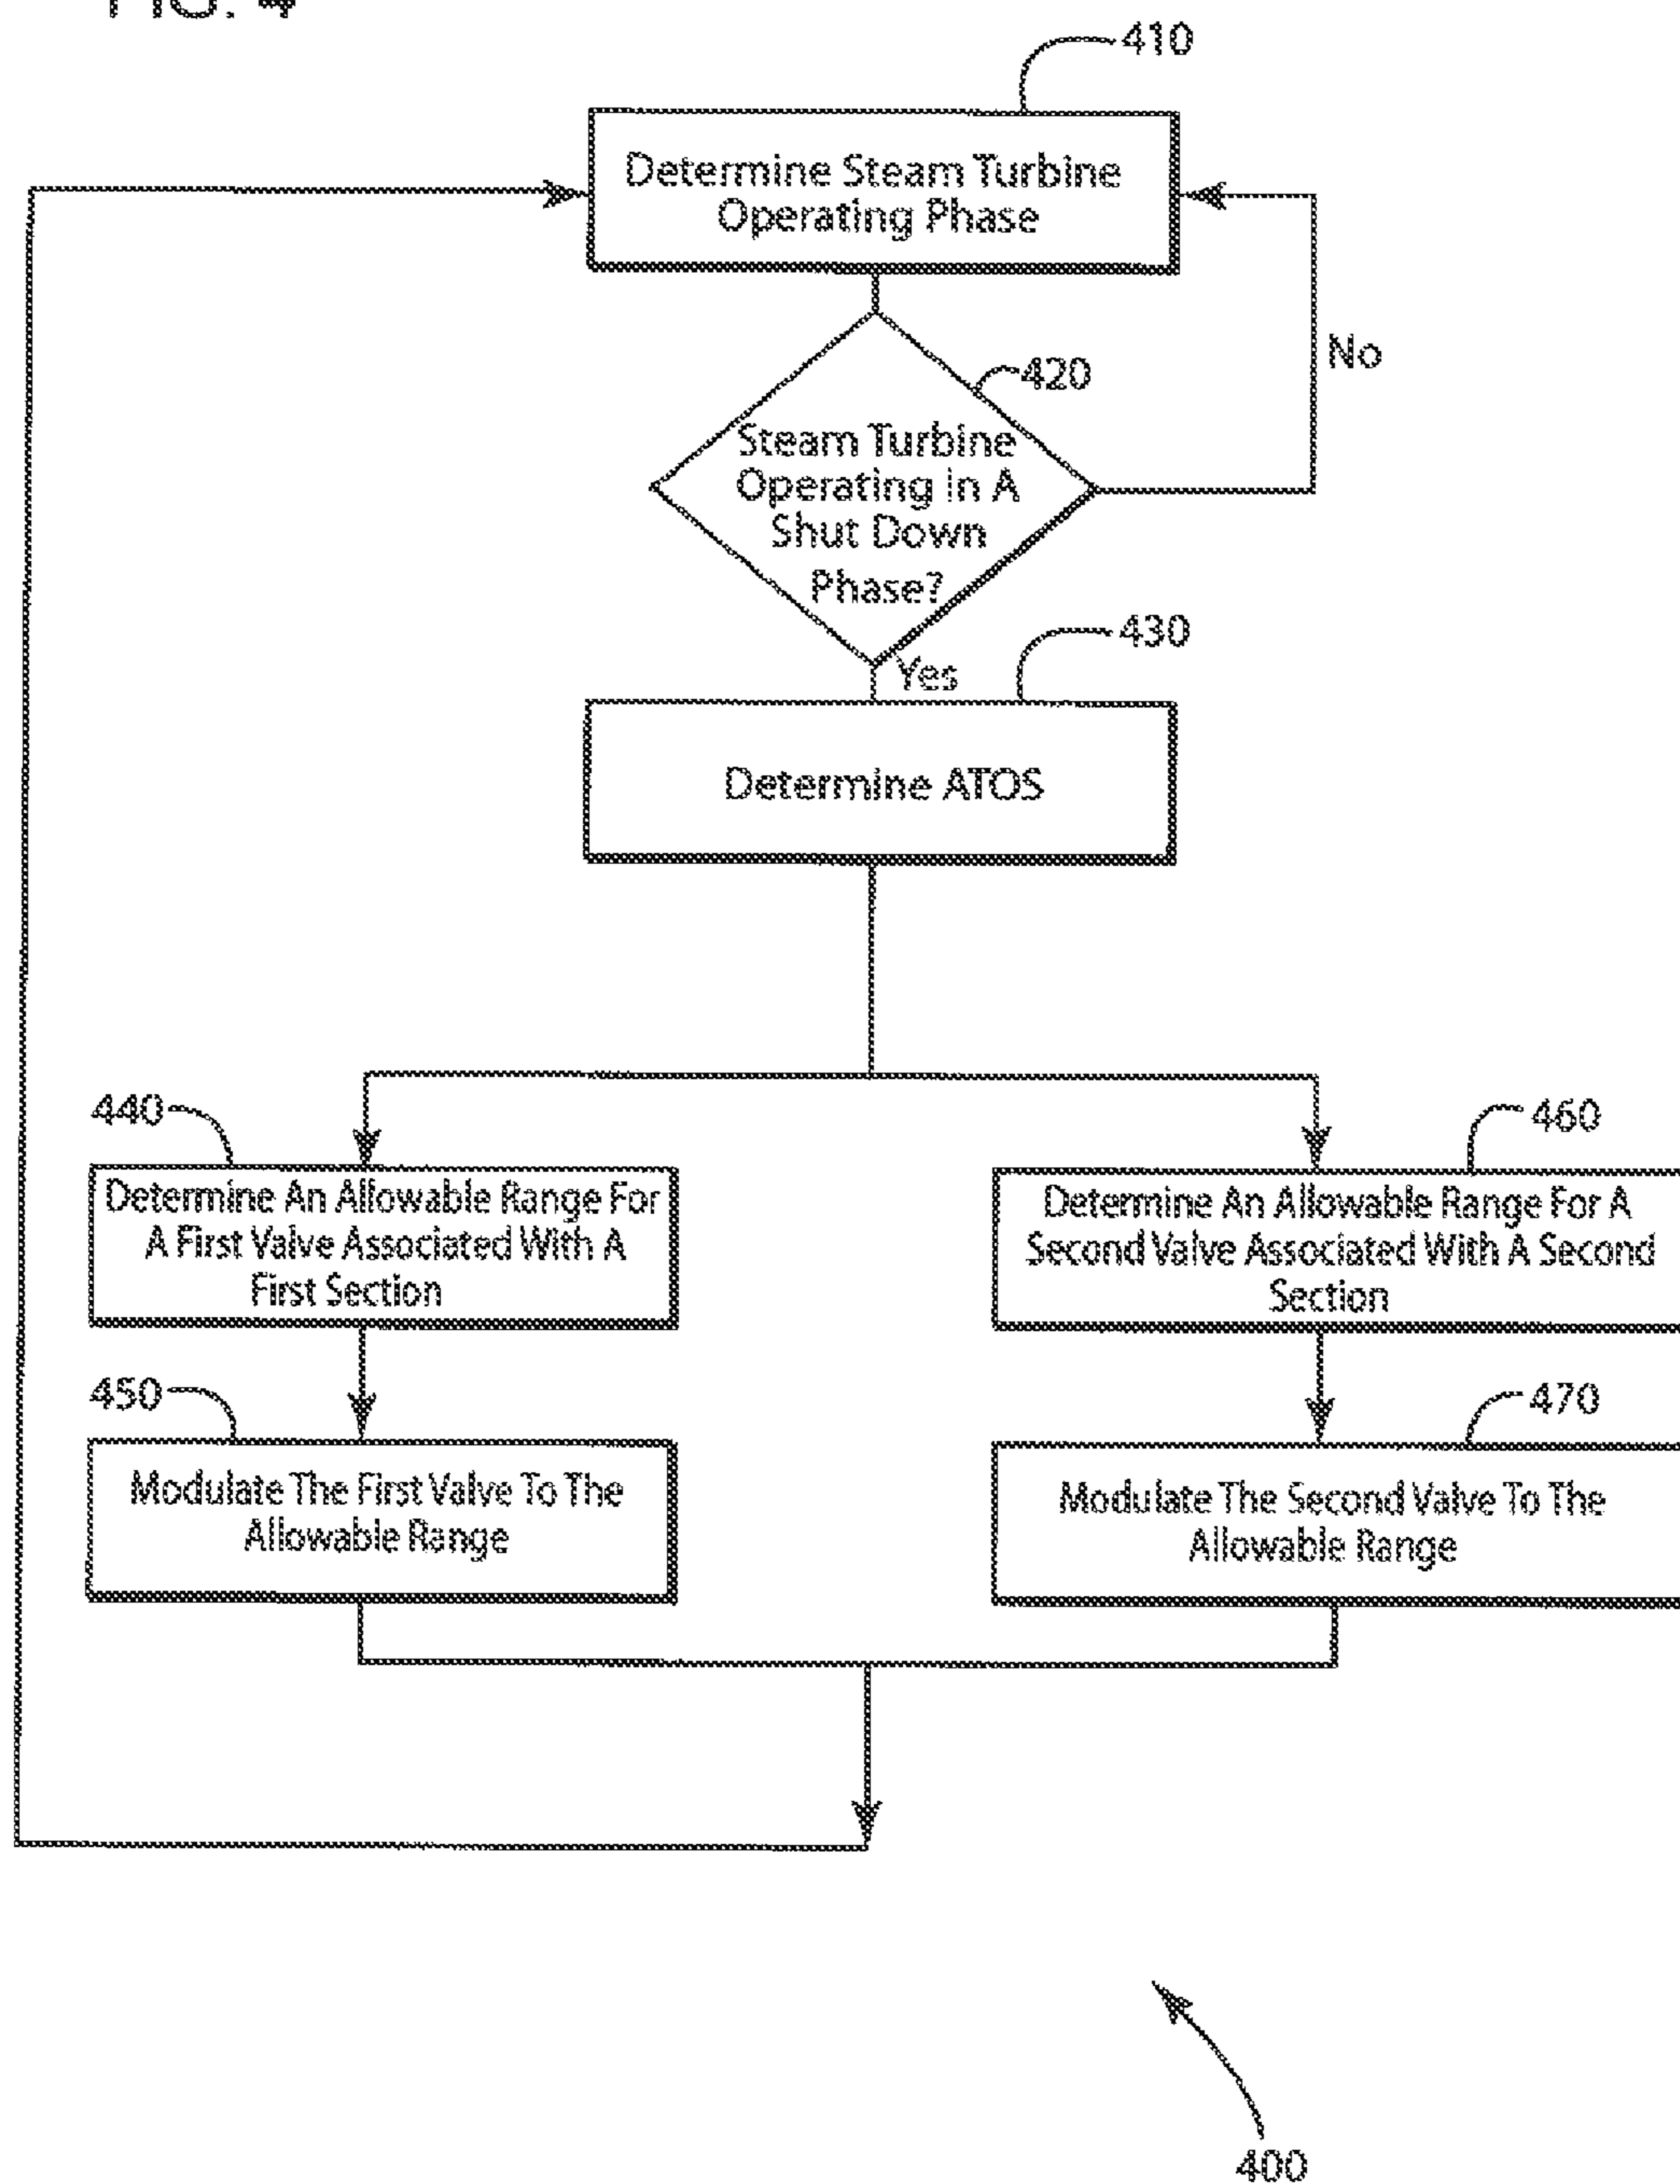 FIG. 4
410
Determine Steam Turbine
Operating Phase
No
420
Steam Turbine
Operating in A
Shut Down
Phase?
Yes
430
Determine ATOS
440
Determine An Allowable Range For
A First Valve Associated With A
First Section
460
Determine An Allowable Range For A
Second Valve Associated With A Second
Section
450
Modulate The First Valve To The
Allowable Range
470
Modulate The Second Valve To The
Allowable Range
400